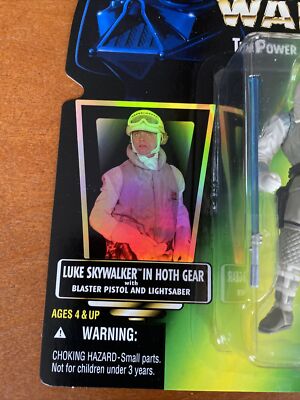 WA
THE POWER
LUKE SKYWALKER™ IN HOTH GEAR
with
BLASTER PISTOL AND LIGHTSABER
AGES 4 & UP
⚠ WARNING:
CHOKING HAZARD-Small parts.
Not for children under 3 years.